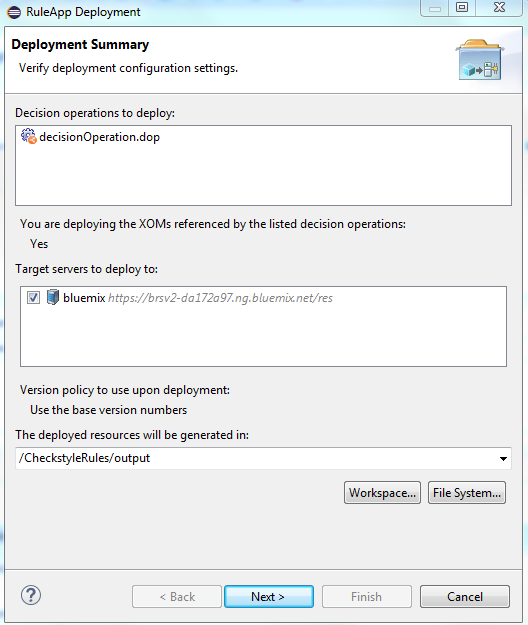 RuleApp Deployment
Deployment Summary
Verify deployment configuration settings.
Decision operations to deploy:
decisionOperation.dop
You are deploying the XOMs referenced by the listed decision operations:
Yes
Target servers to deploy to:
bluemix https://brsv2-da172a97.ng.bluemix.net/res
Version policy to use upon deployment:
Use the base version numbers
The deployed resources will be generated in:
/CheckstyleRules/output
Workspace... File System...
? < Back Next > Finish Cancel